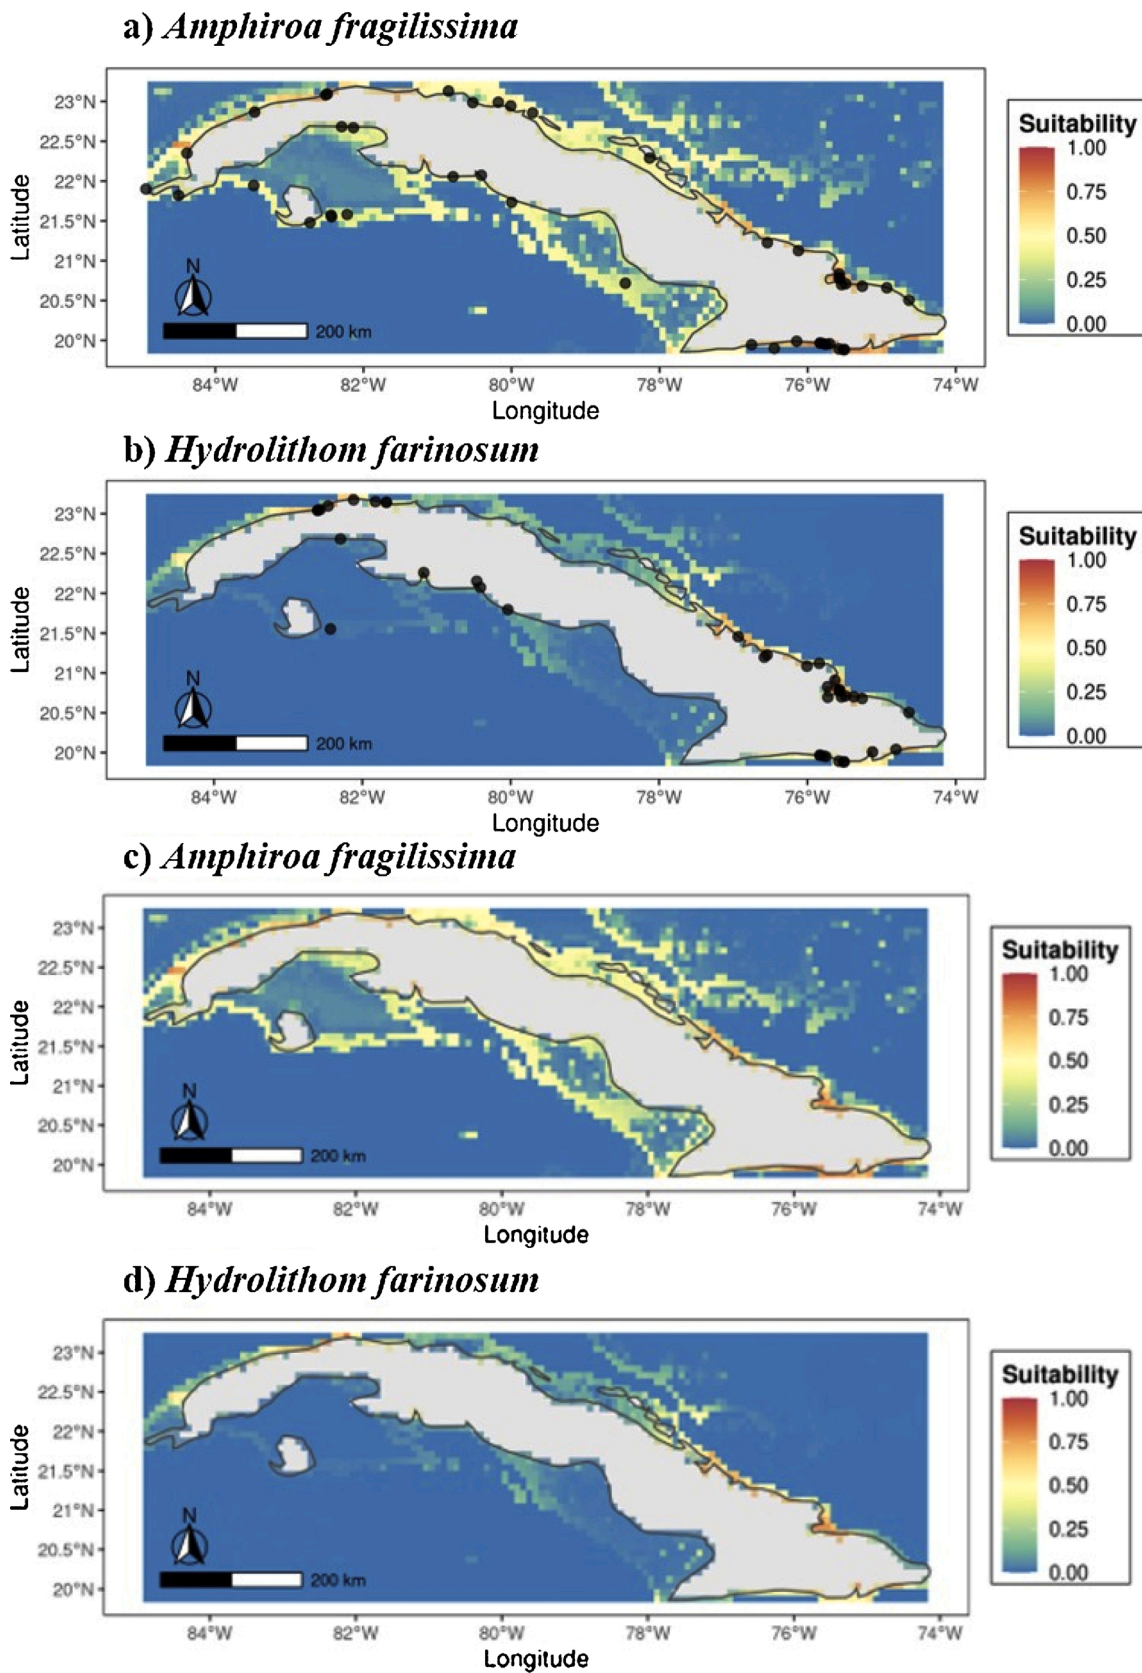 a) Amphiroa fragilissima
23°N
22.5°N
22°N
21.5°N
21°N
20.5°N
20°N
Latitude
N
200 km
84°W 82°W 80°W 78°W 76°W 74°W
Longitude
Suitability
1.00
0.75
0.50
0.25
0.00
b) Hydrolithom farinosum
23°N
22.5°N
22°N
21.5°N
21°N
20.5°N
20°N
Latitude
N
200 km
84°W 82°W 80°W 78°W 76°W 74°W
Longitude
Suitability
1.00
0.75
0.50
0.25
0.00
c) Amphiroa fragilissima
23°N
22.5°N
22°N
21.5°N
21°N
20.5°N
20°N
Latitude
N
200 km
84°W 82°W 80°W 78°W 76°W 74°W
Longitude
Suitability
1.00
0.75
0.50
0.25
0.00
d) Hydrolithom farinosum
23°N
22.5°N
22°N
21.5°N
21°N
20.5°N
20°N
Latitude
N
200 km
84°W 82°W 80°W 78°W 76°W 74°W
Longitude
Suitability
1.00
0.75
0.50
0.25
0.00